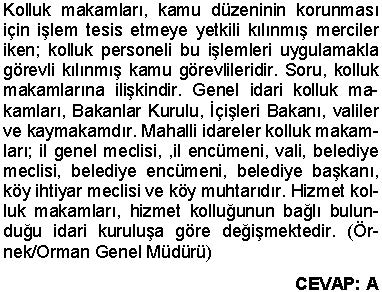 Kolluk makamları, kamu düzeninin korunması
için işlem tesis etmeye yetkili kılınmış merciler
iken; kolluk personeli bu işlemleri uygulamakla
görevli kılınmış kamu görevlileridir. Soru, kolluk
makamlarına ilişkindir. Genel idari kolluk ma-
kamları, Bakanlar Kurulu, İçişleri Bakanı, valiler
ve kaymakamdır. Mahalli idareler kolluk makam-
ları; il genel meclisi, ,il encümeni, vali, belediye
meclisi, belediye encümeni, belediye başkanı,
köy ihtiyar meclisi ve köy muhtarıdır. Hizmet kol-
luk makamları, hizmet kolluğunun bağlı bulun-
duğu idari kuruluşa göre değişmektedir. (Ör-
nek/Orman Genel Müdürü)
CEVAP: A